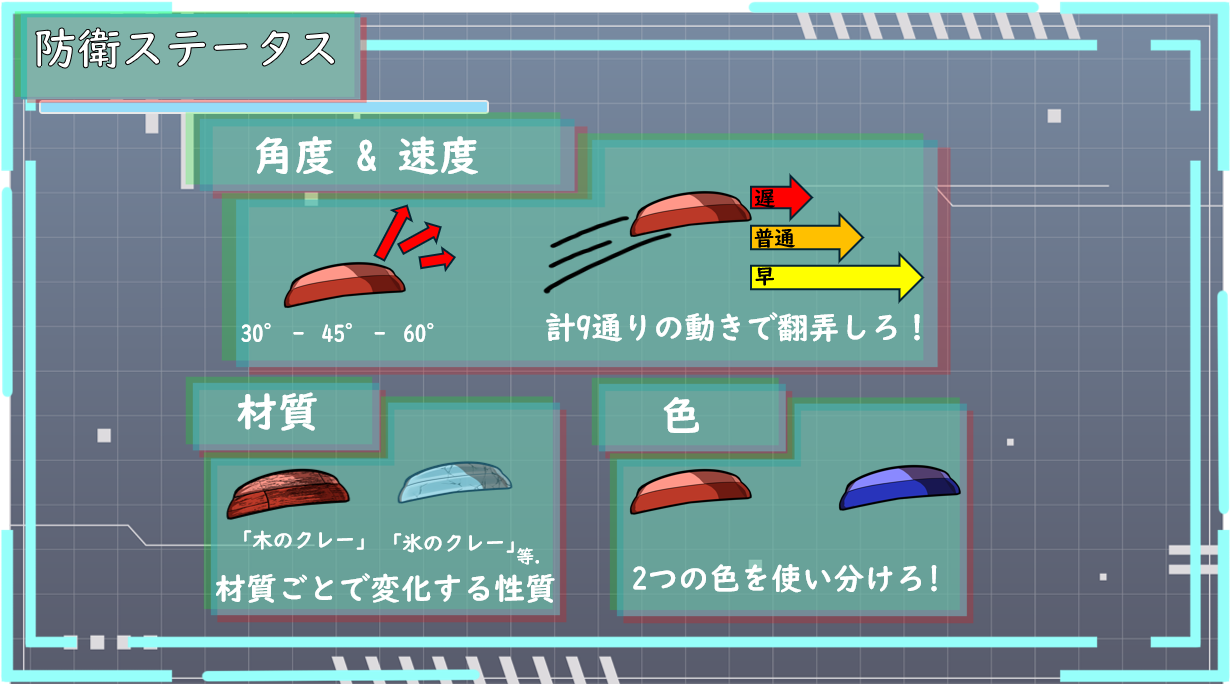 防衛ステータス
角度 & 速度
遅
普通
早
30° - 45° - 60°
計9通りの動きで翻弄しろ！
材質
「木のクレー」 「氷のクレー」等.
材質ごとで変化する性質
色
2つの色を使い分けろ！